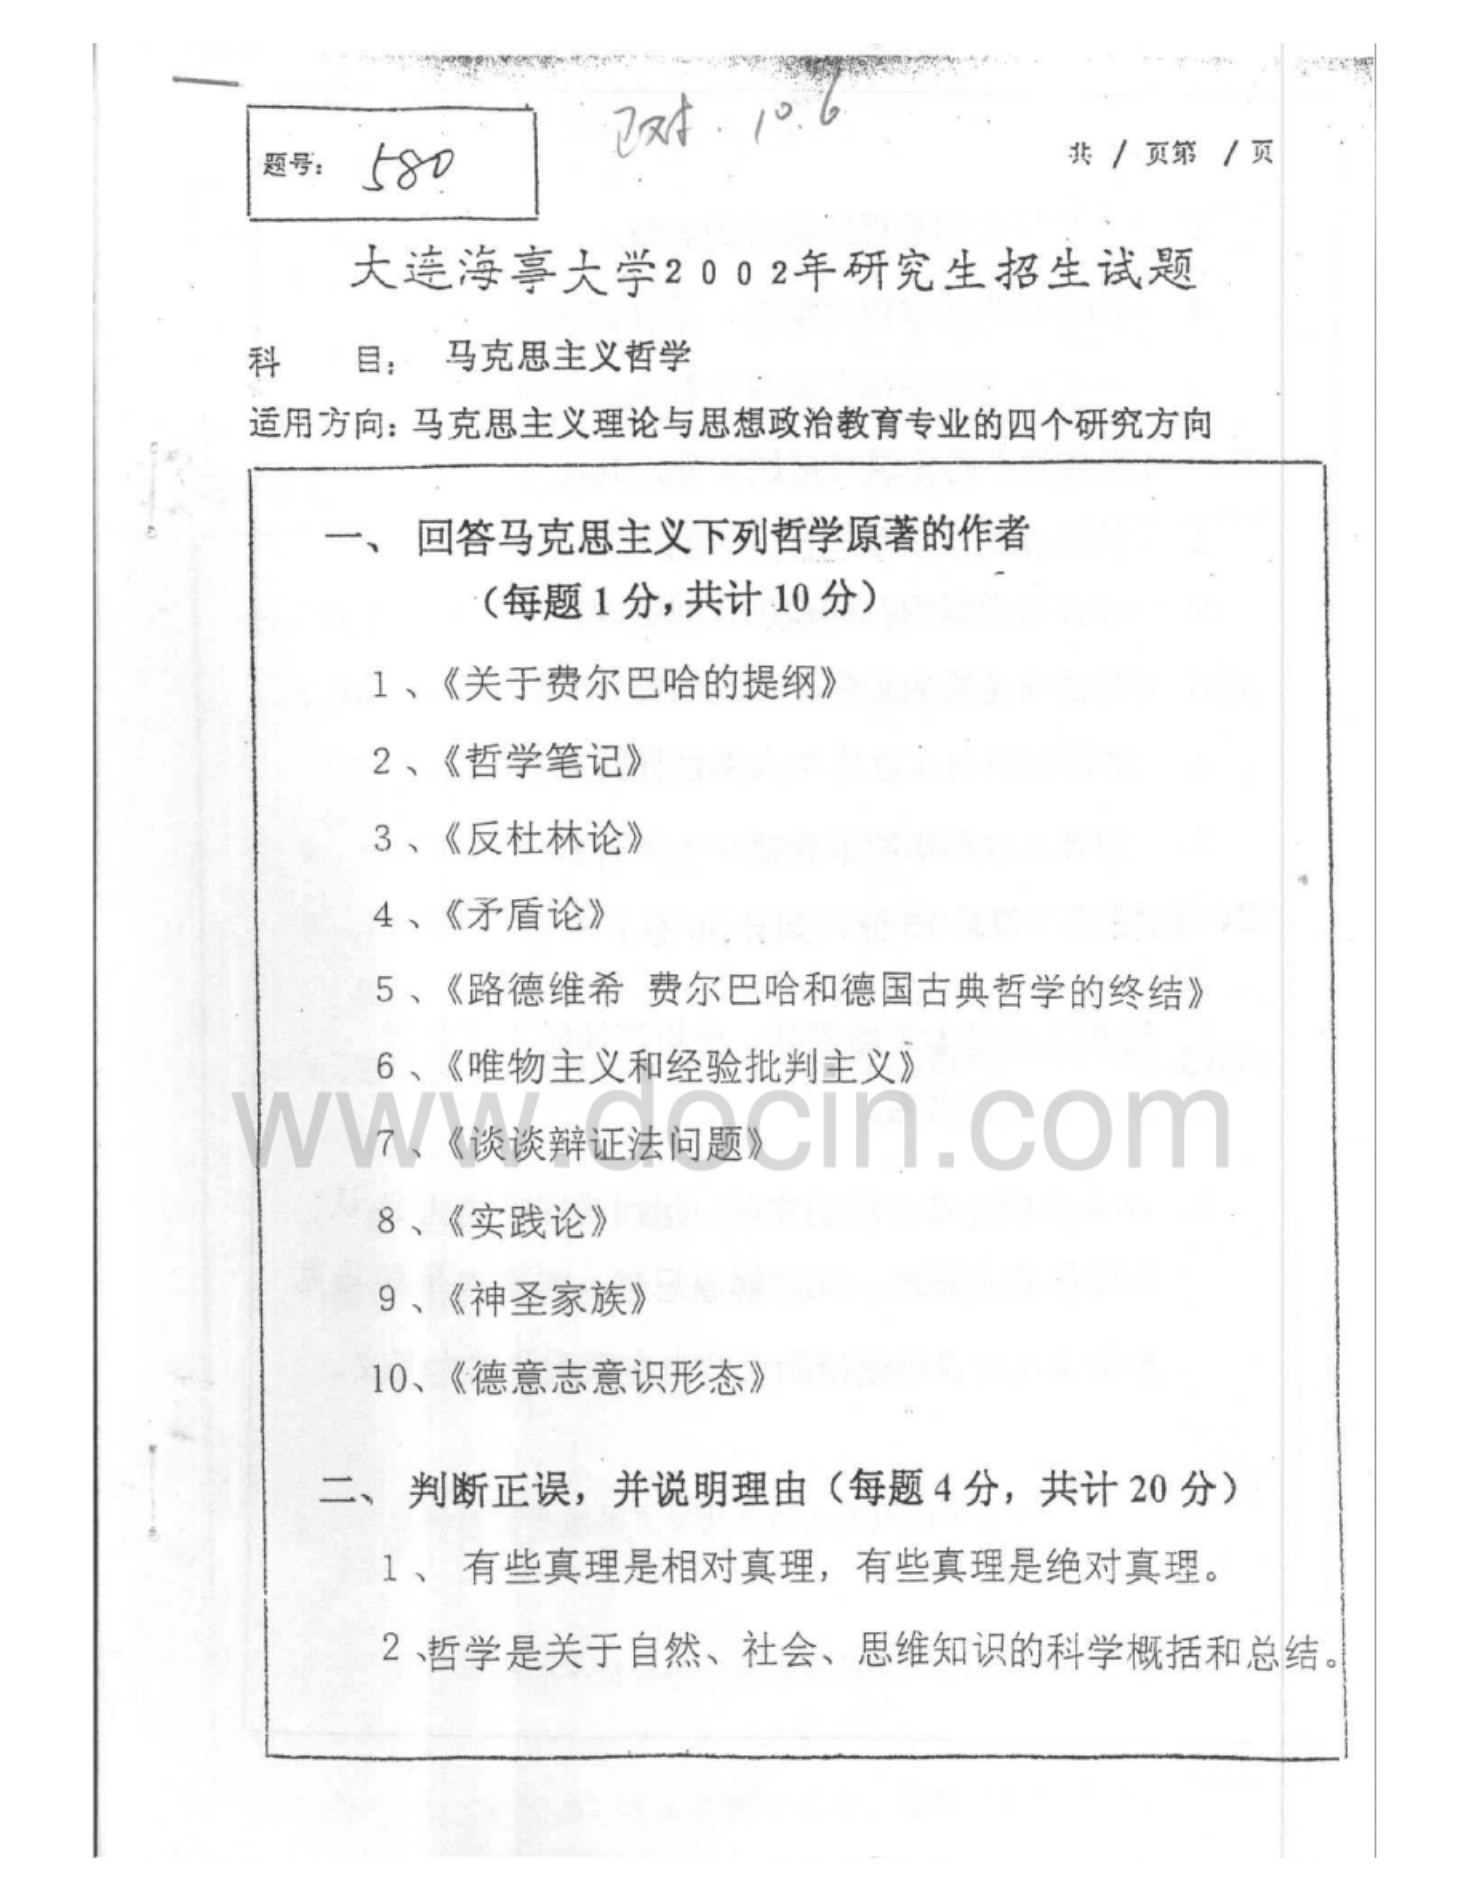 已对.10.6
题号：580
共 1 页第 1 页
大连海事大学2002年研究生招生试题
科 目： 马克思主义哲学
适用方向：马克思主义理论与思想政治教育专业的四个研究方向
一、 回答马克思主义下列哲学原著的作者
（每题 1 分，共计 10 分）
1 、《关于费尔巴哈的提纲》
2 、《哲学笔记》
3 、《反杜林论》
4 、《矛盾论》
5 、《路德维希 费尔巴哈和德国古典哲学的终结》
6 、《唯物主义和经验批判主义》
www.docin.com
7 、《谈谈辩证法问题》
8 、《实践论》
9 、《神圣家族》
10、《德意志意识形态》
二、 判断正误，并说明理由（每题 4 分，共计 20 分）
1 、 有些真理是相对真理，有些真理是绝对真理。
2 、哲学是关于自然、社会、思维知识的科学概括和总结。